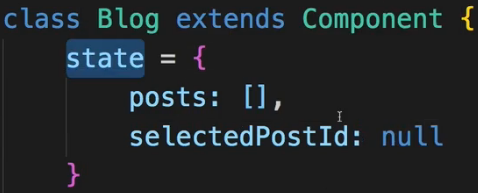 class Blog extends Component {
state = {
posts: [],
selectedPostId: null
}